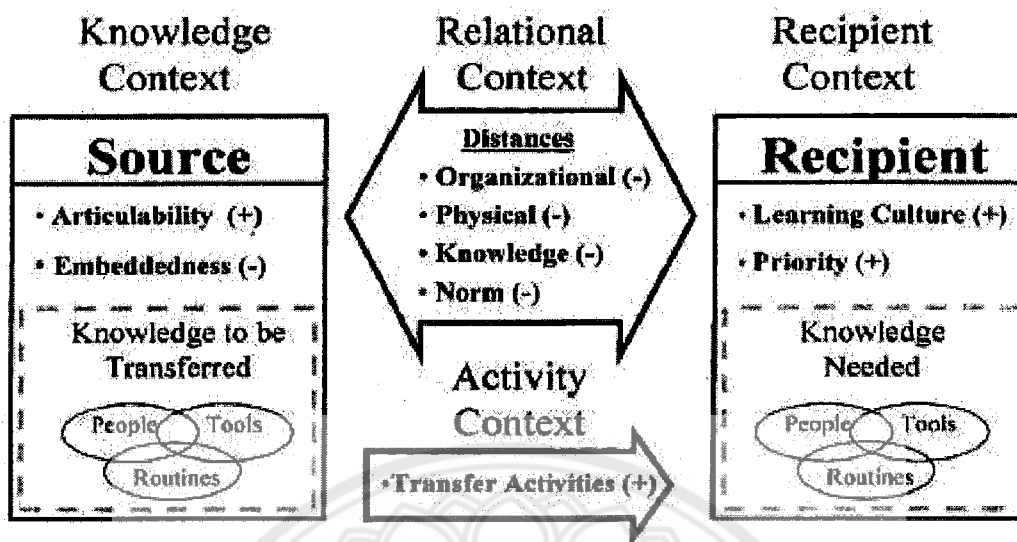 Knowledge
Context
Source
• Articulability (+)
• Embeddedness (-)
Knowledge to be
Transferred
People
Tools
Routines
Relational
Context
Distances
• Organizational (-)
• Physical (-)
• Knowledge (-)
• Norm (-)
Activity
Context
• Transfer Activities (+)
Recipient
Context
Recipient
• Learning Culture (+)
• Priority (+)
Knowledge
Needed
People
Tools
Routines